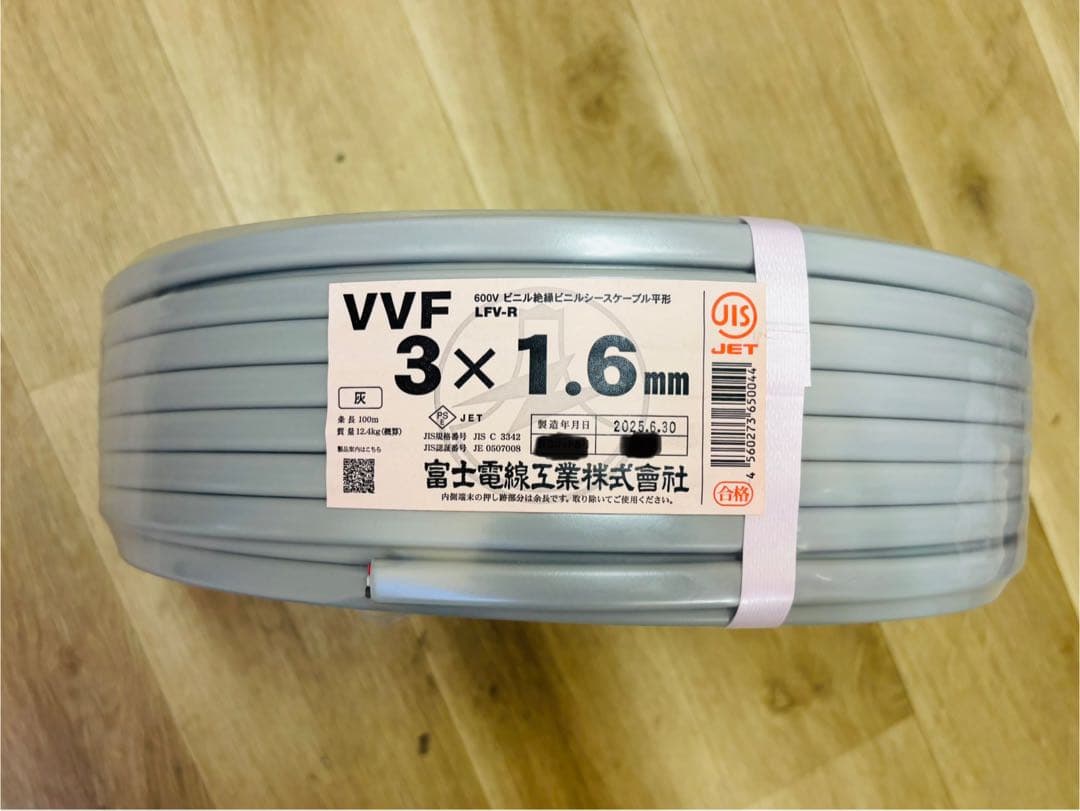 VVF
600V ビニル絶縁ビニルシースケーブル平形
LFV-R
3×1.6mm
灰
条長 100m
質量 12.4kg(概算)
製品案内はこちら
PS
E
JET
JIS規格番号 JIS C 3342
JIS認証番号 JE 0507008
製造年月日 2025.6.30
富士電線工業株式會社
内側端末の押し跡部分は余長です。取り除いてご使用ください。
JIS
JET
4 560273 650044
合格